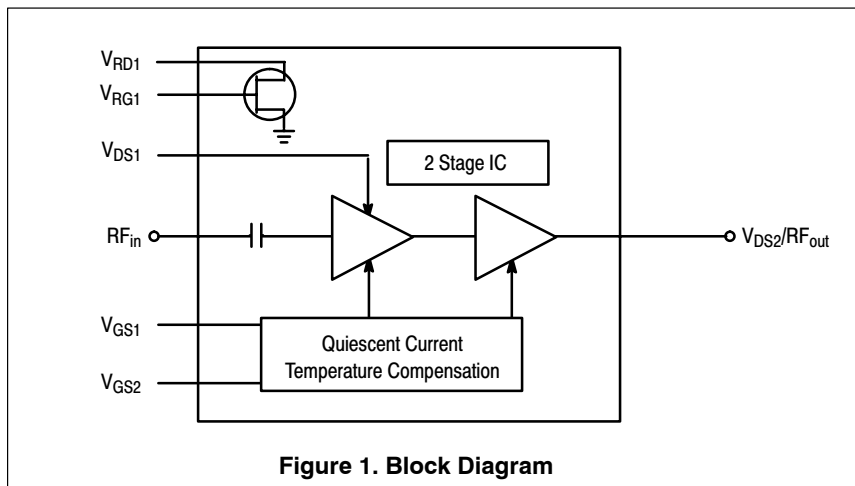 V_RD1
V_RG1
V_DS1
2 Stage IC
RF_in
V_DS2/RF_out
V_GS1
Quiescent Current
Temperature Compensation
V_GS2
Figure 1. Block Diagram